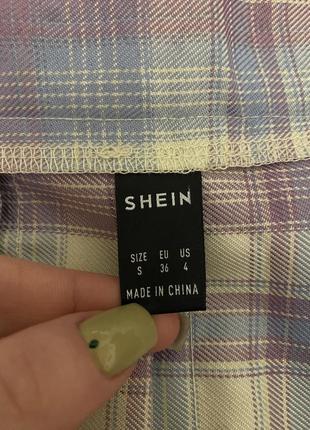 SHEIN
SIZE EU US
S 36 4
MADE IN CHINA